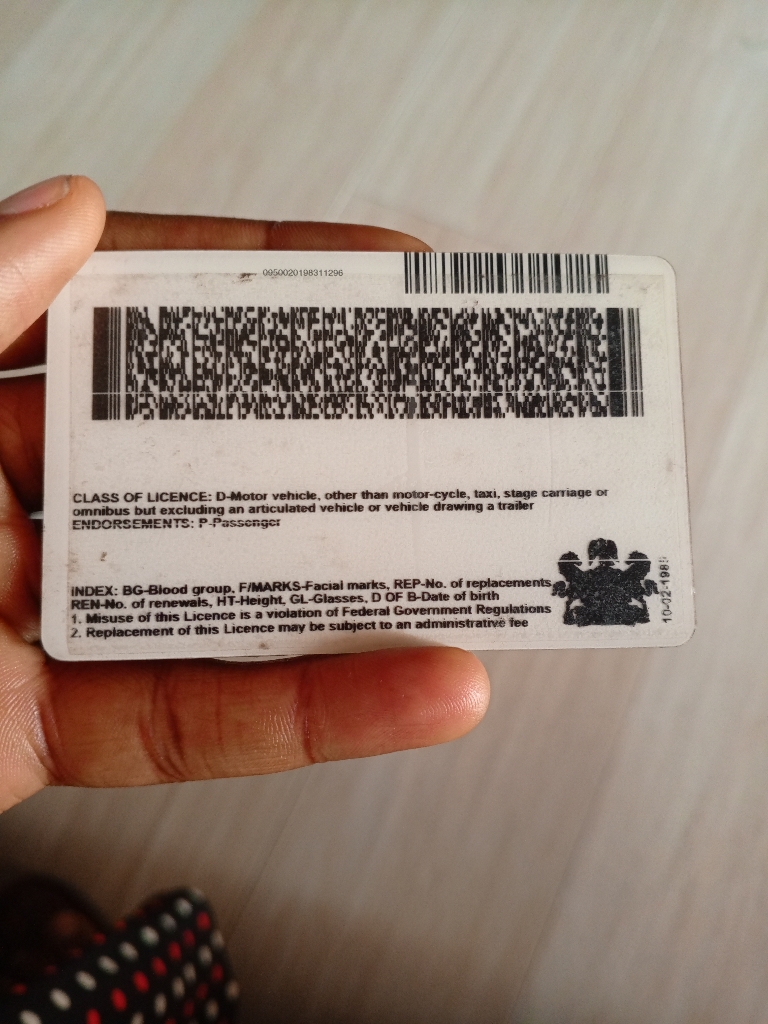 0950020198311296
CLASS OF LICENCE: D-Motor vehicle, other than motor-cycle, taxi, stage carriage or
omnibus but excluding an articulated vehicle or vehicle drawing a trailer
ENDORSEMENTS: P-Passenger
INDEX: BG-Blood group, F/MARKS-Facial marks, REP-No. of replacements
REN-No. of renewals, HT-Height, GL-Glasses, D OF B-Date of birth
1. Misuse of this Licence is a violation of Federal Government Regulations
2. Replacement of this Licence may be subject to an administrative fee
10-02-1985